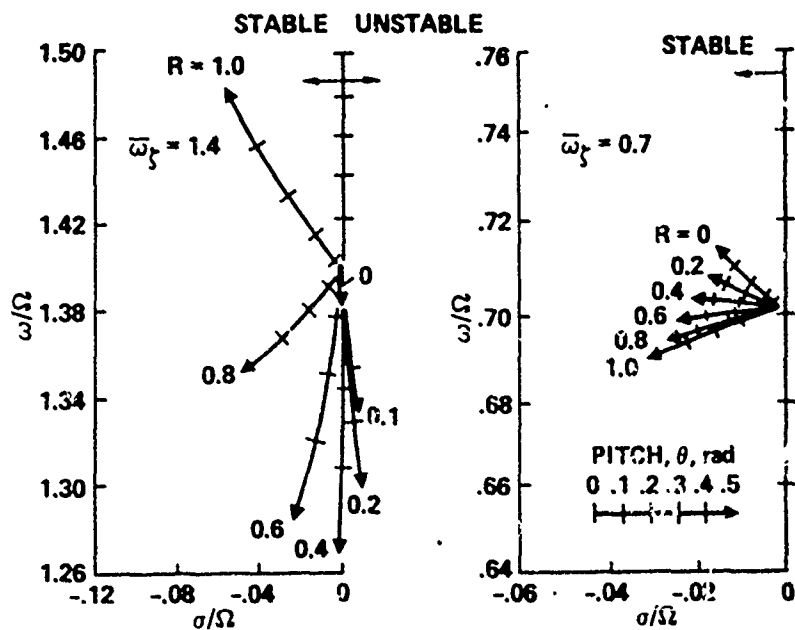 STABLE UNSTABLE
1.50
1.46
1.42
1.38
1.34
1.30
1.26
ω/Ω
R = 1.0
ω̅ζ = 1.4
0
0.8
0.1
0.2
0.6
0.4
-.12
-.08
-.04
0
σ/Ω
STABLE
.76
.74
.72
.70
.68
.66
.64
ω/Ω
ω̅ζ = 0.7
R = 0
0.2
0.4
0.6
0.8
1.0
PITCH, θ, rad
0 .1 .2 .3 .4 .5
-.06
-.04
-.02
0
σ/Ω